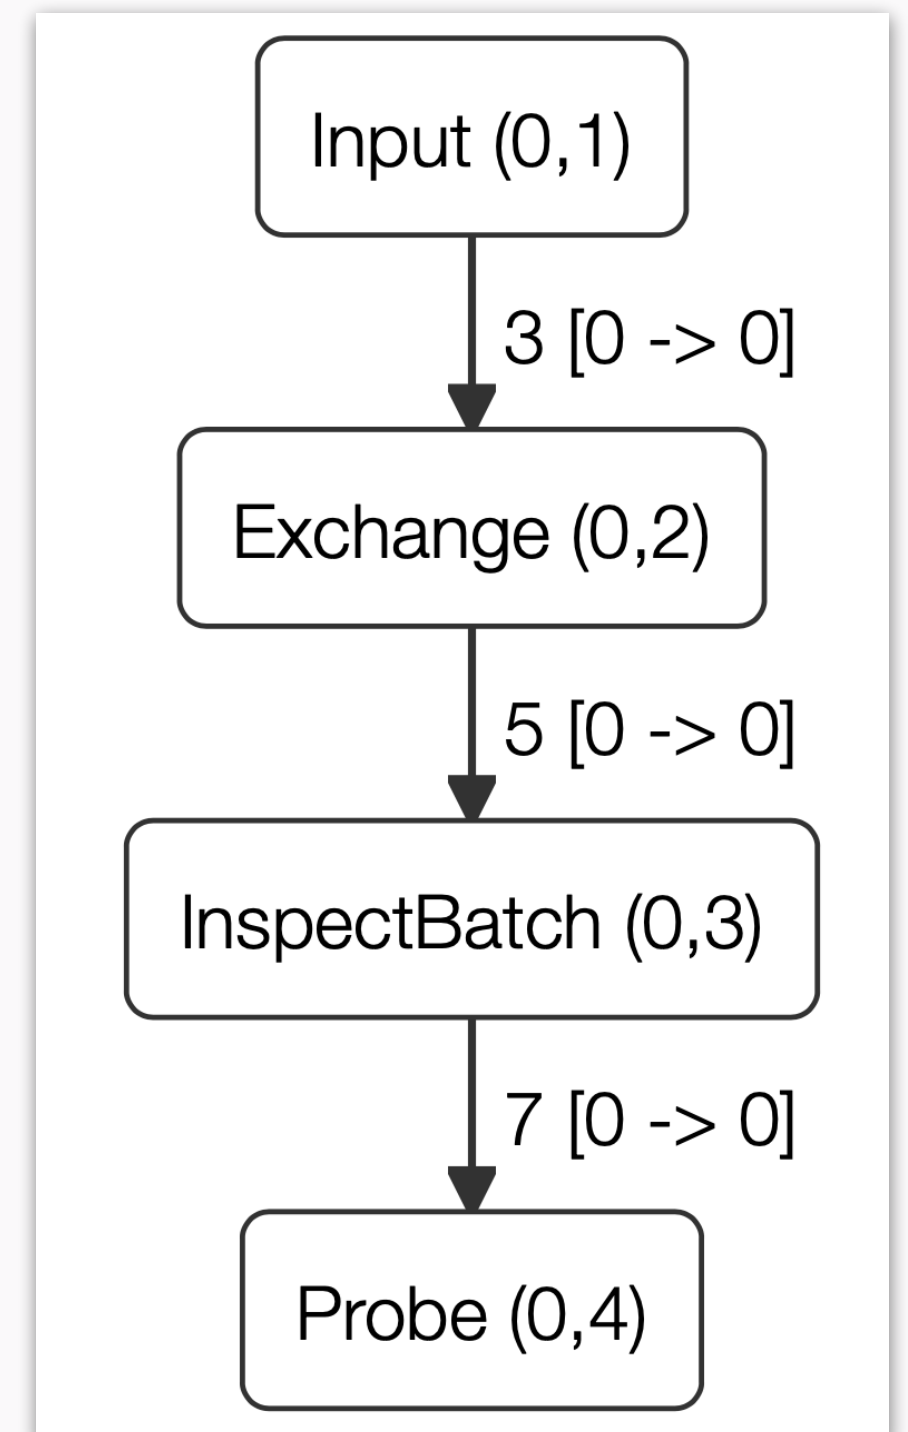 Input (0,1)
3 [0 -> 0]
Exchange (0,2)
5 [0 -> 0]
InspectBatch (0,3)
7 [0 -> 0]
Probe (0,4)